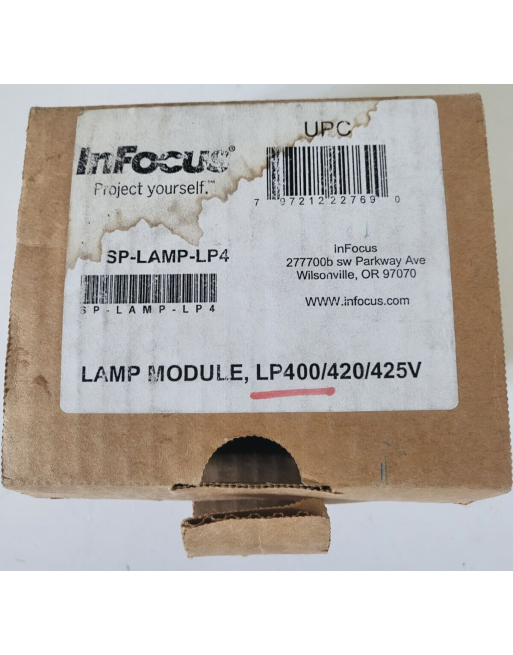 InFocus®
Project yourself.™
UPC
7 97212 22769 0
SP-LAMP-LP4
SP-LAMP-LP4
InFocus
277700b sw Parkway Ave
Wilsonville, OR 97070
www.infocus.com
LAMP MODULE, LP400/420/425V